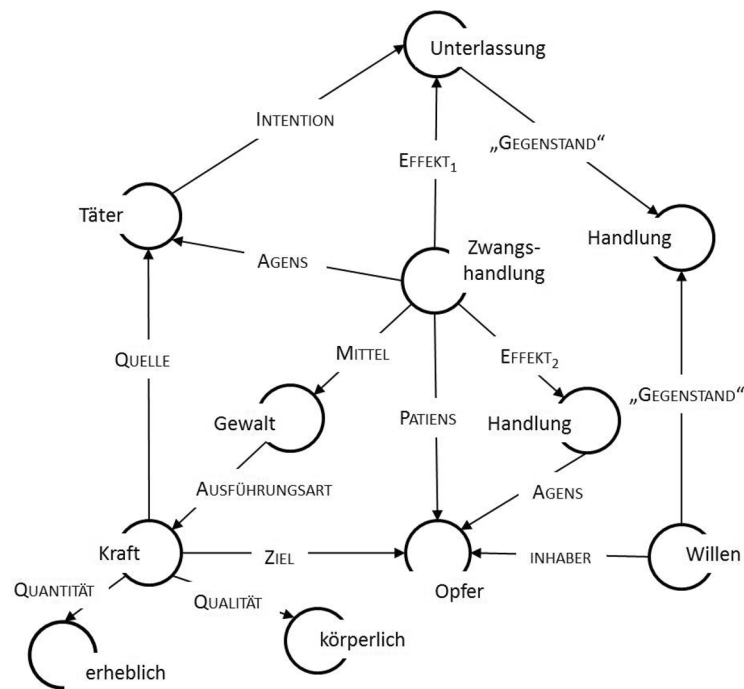 Unterlassung
INTENTION
„GEGENSTAND“
EFFEKT₁
Täter
Zwangs-
handlung
Handlung
AGENS
MITTEL
EFFEKT₂
QUELLE
„GEGENSTAND“
Gewalt
PATIENS
Handlung
AUSFÜHRUNGSART
AGENS
Kraft
ZIEL
INHABER
Willen
QUANTITÄT
QUALITÄT
Opfer
erheblich
körperlich